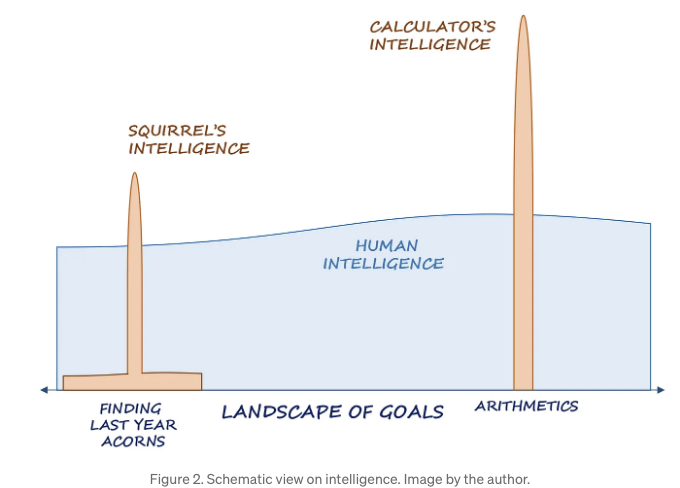 CALCULATOR'S
INTELLIGENCE
SQUIRREL'S
INTELLIGENCE
HUMAN
INTELLIGENCE
FINDING
LAST YEAR
ACORNS
LANDSCAPE OF GOALS
ARITHMETICS
Figure 2. Schematic view on intelligence. Image by the author.